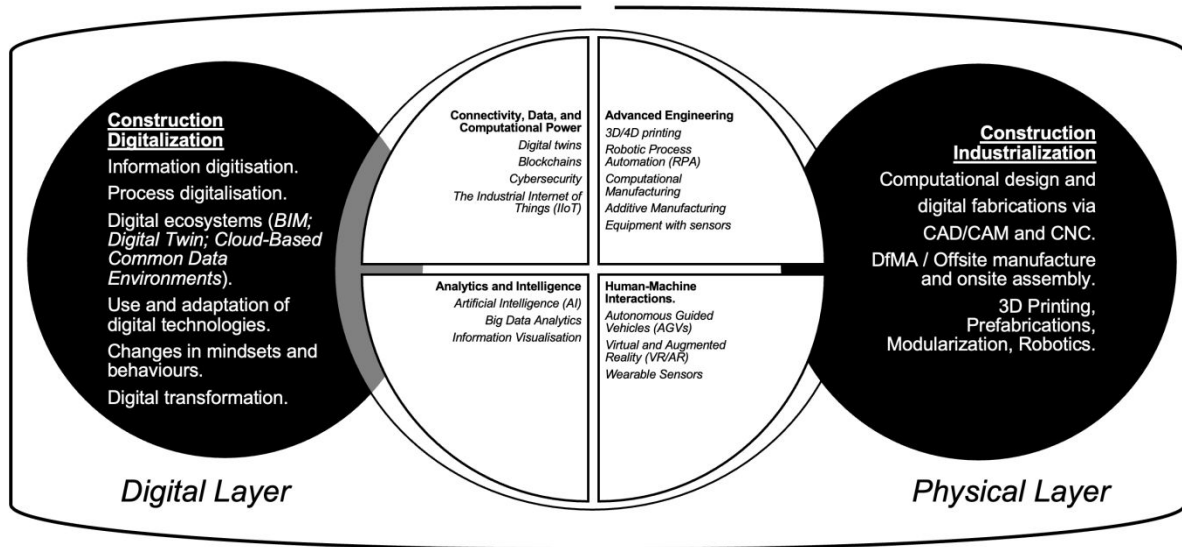 Construction
Digitalization
Information digitisation.
Process digitalisation.
Digital ecosystems (BIM;
Digital Twin; Cloud-Based
Common Data
Environments).
Use and adaptation of
digital technologies.
Changes in mindsets and
behaviours.
Digital transformation.
Digital Layer
Connectivity, Data, and
Computational Power
Digital twins
Blockchains
Cybersecurity
The Industrial Internet of
Things (IIoT)
Advanced Engineering
3D/4D printing
Robotic Process
Automation (RPA)
Computational
Manufacturing
Additive Manufacturing
Equipment with sensors
Analytics and Intelligence
Artificial Intelligence (AI)
Big Data Analytics
Information Visualisation
Human-Machine
Interactions.
Autonomous Guided
Vehicles (AGVs)
Virtual and Augmented
Reality (VR/AR)
Wearable Sensors
Construction
Industrialization
Computational design and
digital fabrications via
CAD/CAM and CNC.
DfMA / Offsite manufacture
and onsite assembly.
3D Printing,
Prefabrications,
Modularization, Robotics.
Physical Layer